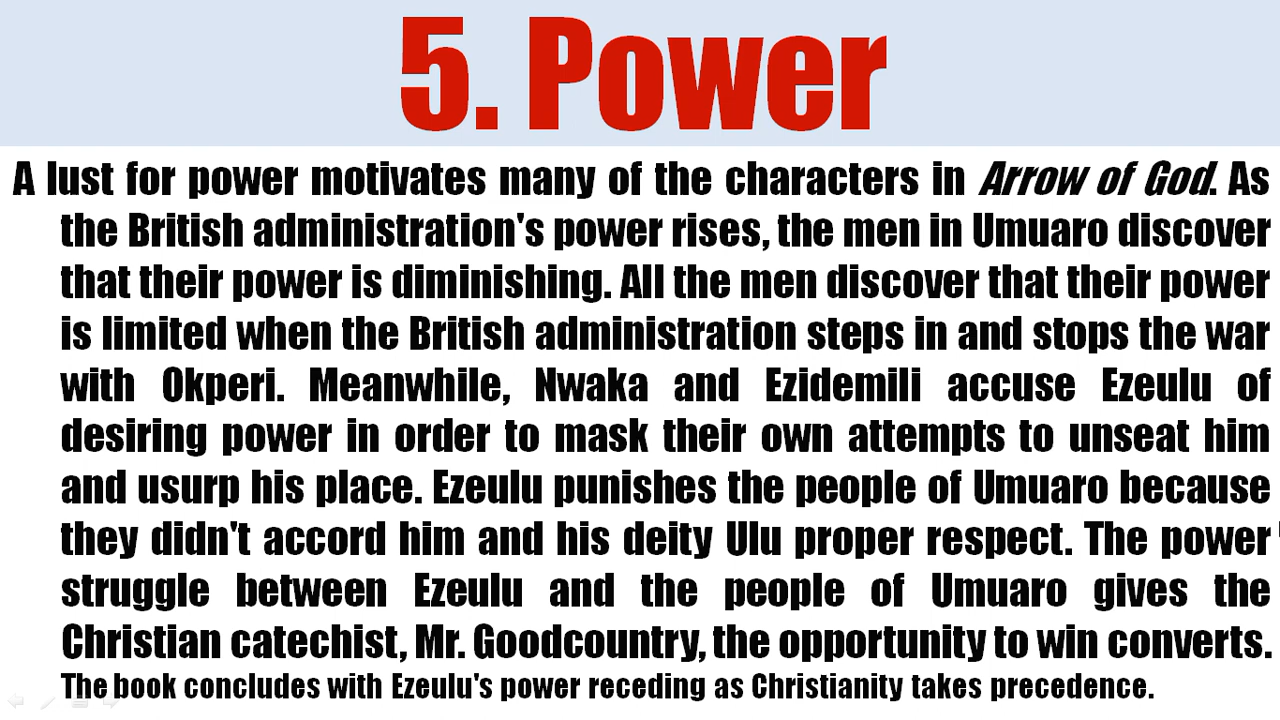 5. Power
A lust for power motivates many of the characters in Arrow of God. As
the British administration's power rises, the men in Umuaro discover
that their power is diminishing. All the men discover that their power
is limited when the British administration steps in and stops the war
with Okperi. Meanwhile, Nwaka and Ezidemili accuse Ezeulu of
desiring power in order to mask their own attempts to unseat him
and usurp his place. Ezeulu punishes the people of Umuaro because
they didn't accord him and his deity Ulu proper respect. The power
struggle between Ezeulu and the people of Umuaro gives the
Christian catechist, Mr. Goodcountry, the opportunity to win converts.
The book concludes with Ezeulu's power receding as Christianity takes precedence.